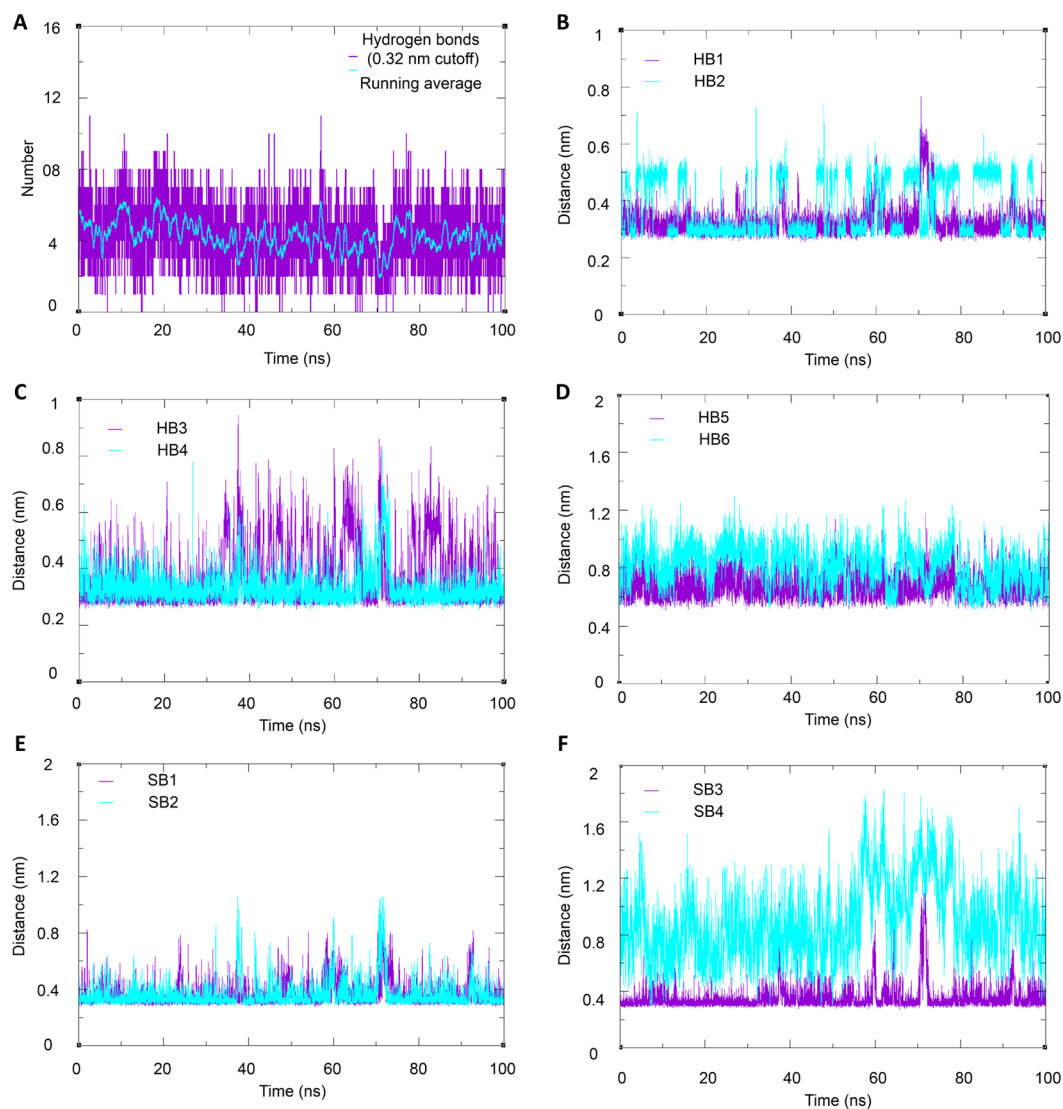 A
16
12
08
4
0
Number
Hydrogen bonds
(0.32 nm cutoff)
Running average
0
20
40
60
80
100
Time (ns)
B
1
0.8
0.6
0.4
0.2
0
Distance (nm)
HB1
HB2
0
20
40
60
80
100
Time (ns)
C
1
0.8
0.6
0.4
0.2
0
Distance (nm)
HB3
HB4
0
20
40
60
80
100
Time (ns)
D
2
1.6
1.2
0.8
0.4
0
Distance (nm)
HB5
HB6
0
20
40
60
80
100
Time (ns)
E
2
1.6
1.2
0.8
0.4
0
Distance (nm)
SB1
SB2
0
20
40
60
80
100
Time (ns)
F
2
1.6
1.2
0.8
0.4
0
Distance (nm)
SB3
SB4
0
20
40
60
80
100
Time (ns)